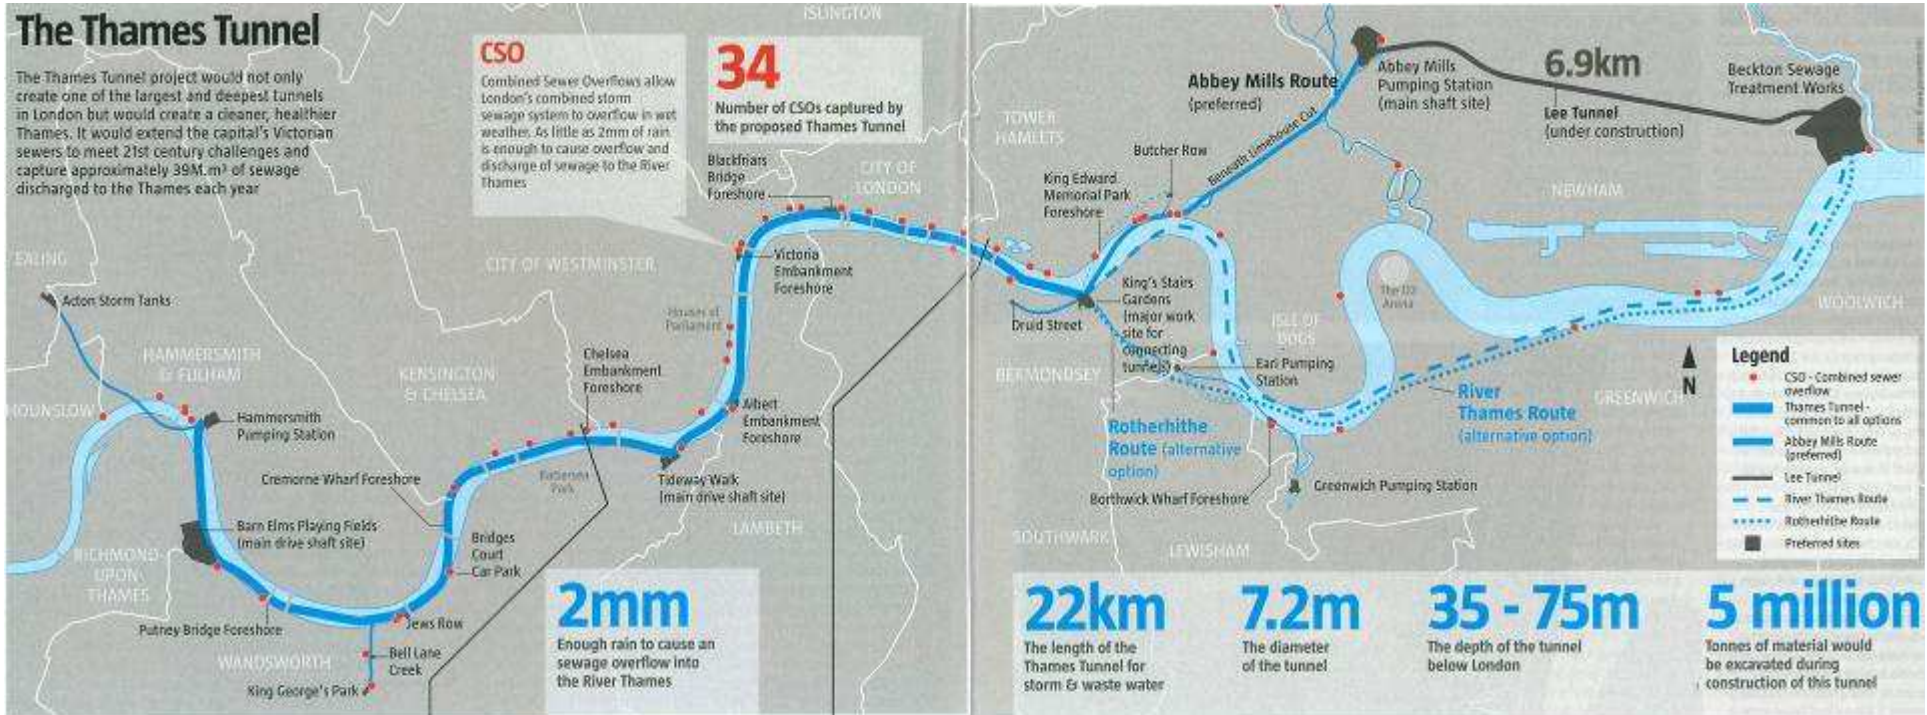 The Thames Tunnel
The Thames Tunnel project would not only
create one of the largest and deepest tunnels
in London but would create a cleaner, healthier
Thames. It would extend the capital's Victorian
sewers to meet 21st century challenges and
capture approximately 39M.m³ of sewage
discharged to the Thames each year
CSO
Combined Sewer Overflows allow
London's combined storm
sewage system to overflow in wet
weather. As little as 2mm of rain
is enough to cause overflow and
discharge of sewage to the River
Thames
34
Number of CSOs captured by
the proposed Thames Tunnel
ISLINGTON
Blackfriars
Bridge
Foreshore
CITY OF
LONDON
TOWER
HAMLETS
Abbey Mills Route
(preferred)
Abbey Mills
Pumping Station
(main shaft site)
6.9km
Lee Tunnel
(under construction)
Beckton Sewage
Treatment Works
Butcher Row
Beneath Limehouse Cut
King Edward
Memorial Park
Foreshore
NEWHAM
EALING
Acton Storm Tanks
CITY OF WESTMINSTER
Victoria
Embankment
Foreshore
Houses of
Parliament
HAMMERSMITH
& FULHAM
KENSINGTON
& CHELSEA
Chelsea
Embankment
Foreshore
HOUNSLOW
Hammersmith
Pumping Station
Albert
Embankment
Foreshore
Cremorne Wharf Foreshore
Battersea
Park
Tideway Walk
(main drive shaft site)
LAMBETH
Barn Elms Playing Fields
(main drive shaft site)
RICHMOND-
UPON-
THAMES
Bridges
Court
Car Park
Putney Bridge Foreshore
Jews Row
WANDSWORTH
Bell Lane
Creek
King George's Park
Druid Street
King's Stairs
Gardens
(major work
site for
connecting
tunnels)
The O2
Arena
ISLE OF
DOGS
WOOLWICH
BERMONDSEY
Earl Pumping
Station
Rotherhithe
Route (alternative
option)
River
Thames Route
(alternative option)
GREENWICH
Borthwick Wharf Foreshore
Greenwich Pumping Station
SOUTHWARK
LEWISHAM
N
Legend
CSO - Combined sewer
overflow
Thames Tunnel -
common to all options
Abbey Mills Route
(preferred)
Lee Tunnel
River Thames Route
Rotherhithe Route
Preferred sites
2mm
Enough rain to cause an
sewage overflow into
the River Thames
22km
The length of the
Thames Tunnel for
storm & waste water
7.2m
The diameter
of the tunnel
35 - 75m
The depth of the tunnel
below London
5 million
Tonnes of material would
be excavated during
construction of this tunnel